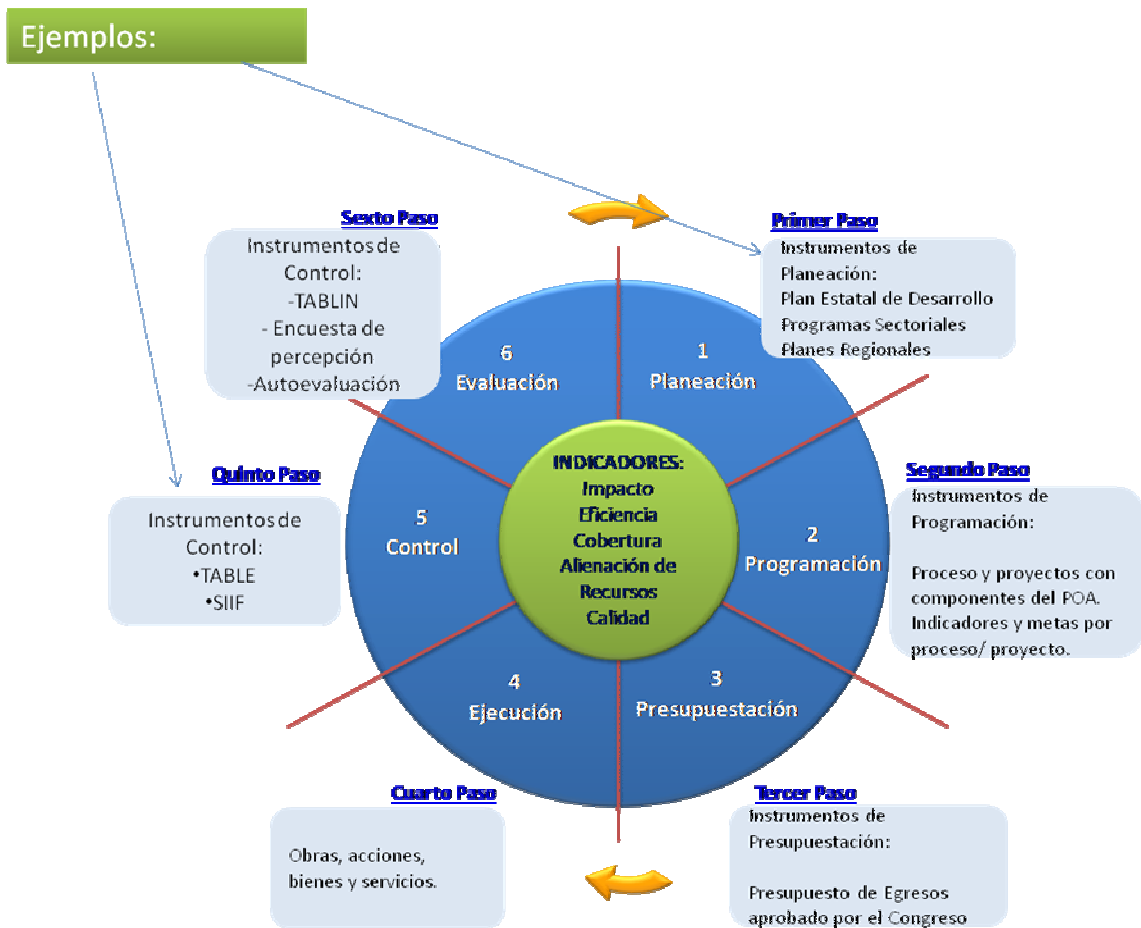 Ejemplos:
Sexto Paso
Instrumentos de
Control:
-TABLIN
- Encuesta de
percepción
-Autoevaluación
Primer Paso
Instrumentos de
Planeación:
Plan Estatal de Desarrollo
Programas Sectoriales
Planes Regionales
6
Evaluación
1
Planeación
Quinto Paso
Instrumentos de
Control:
•TABLE
•SIIF
5
Control
INDICADORES:
Impacto
Eficiencia
Cobertura
Alienación de
Recursos
Calidad
2
Programación
Segundo Paso
Instrumentos de
Programación:
Proceso y proyectos con
componentes del POA.
Indicadores y metas por
proceso/ proyecto.
4
Ejecución
3
Presupuestación
Cuarto Paso
Obras, acciones,
bienes y servicios.
Tercer Paso
Instrumentos de
Presupuestación:
Presupuesto de Egresos
aprobado por el Congreso